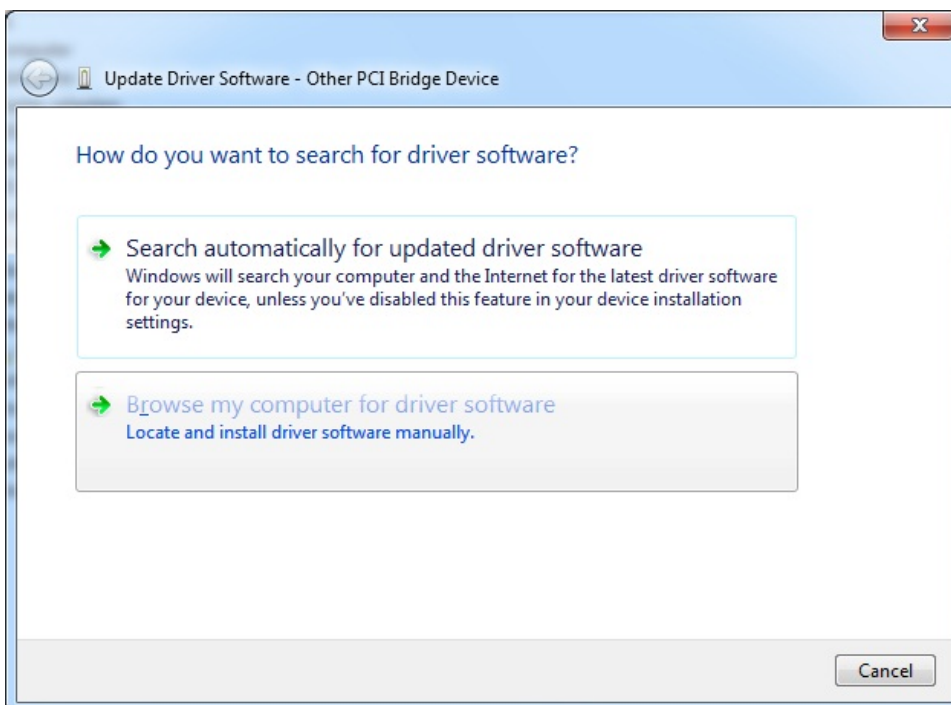 Update Driver Software - Other PCI Bridge Device
How do you want to search for driver software?
Search automatically for updated driver software
Windows will search your computer and the Internet for the latest driver software
for your device, unless you've disabled this feature in your device installation
settings.
Browse my computer for driver software
Locate and install driver software manually.
Cancel